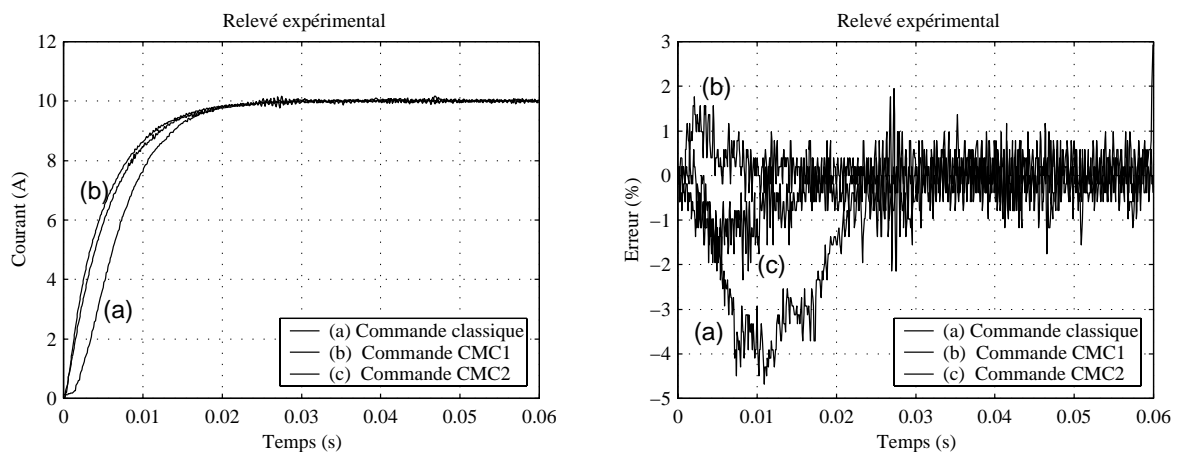 Relevé expérimental
12
10
8
6
4
2
0
0
0.01
0.02
0.03
0.04
0.05
0.06
Courant (A)
Temps (s)
(b)
(a)
(a) Commande classique
(b) Commande CMC1
(c) Commande CMC2
Relevé expérimental
3
2
1
0
−1
−2
−3
−4
−5
0
0.01
0.02
0.03
0.04
0.05
0.06
Erreur (%)
Temps (s)
(b)
(c)
(a)
(a) Commande classique
(b) Commande CMC1
(c) Commande CMC2